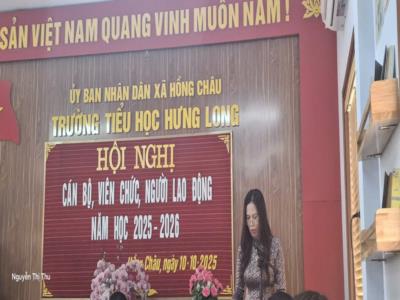 SẢN VIỆT NAM QUANG VINH MUÔN NĂM !
ỦY BAN NHÂN DÂN XÃ HỒNG CHÂU
TRƯỜNG TIỂU HỌC HƯNG LONG
HỘI NGHỊ
CÁN BỘ, VIÊN CHỨC, NGƯỜI LAO ĐỘNG
NĂM HỌC 2025-2026
Châu, ngày 10-10-2025
Nguyễn Thị Thu